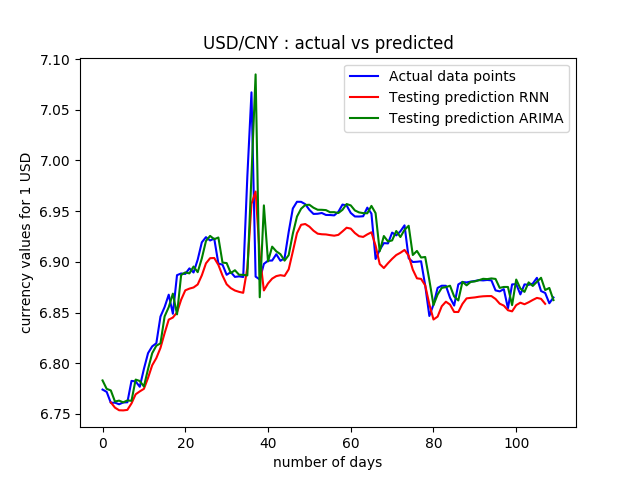 USD/CNY : actual vs predicted
Actual data points
Testing prediction RNN
Testing prediction ARIMA
currency values for 1 USD
7.10
7.05
7.00
6.95
6.90
6.85
6.80
6.75
0 20 40 60 80 100
number of days